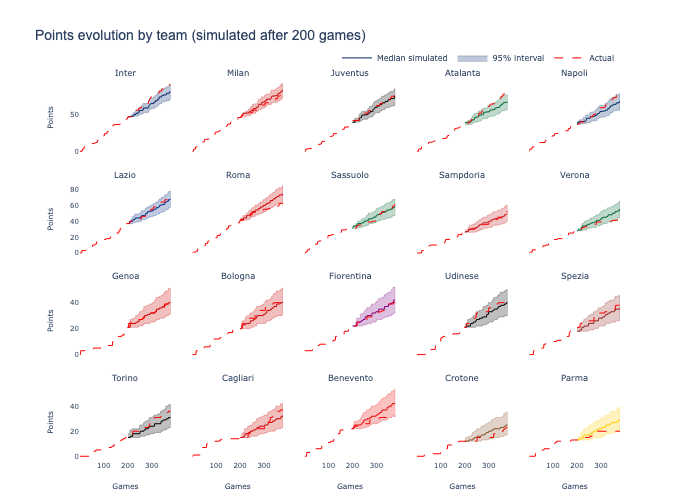 Points evolution by team (simulated after 200 games)
Median simulated 95% interval Actual
Inter Milan Juventus Atalanta Napoli
50
0
Points
Lazio Roma Sassuolo Sampdoria Verona
80
60
40
20
0
Points
Genoa Bologna Fiorentina Udinese Spezia
40
20
0
Points
Torino Cagliari Benevento Crotone Parma
40
20
0
Points
100 200 300 100 200 300 100 200 300 100 200 300 100 200 300
Games Games Games Games Games